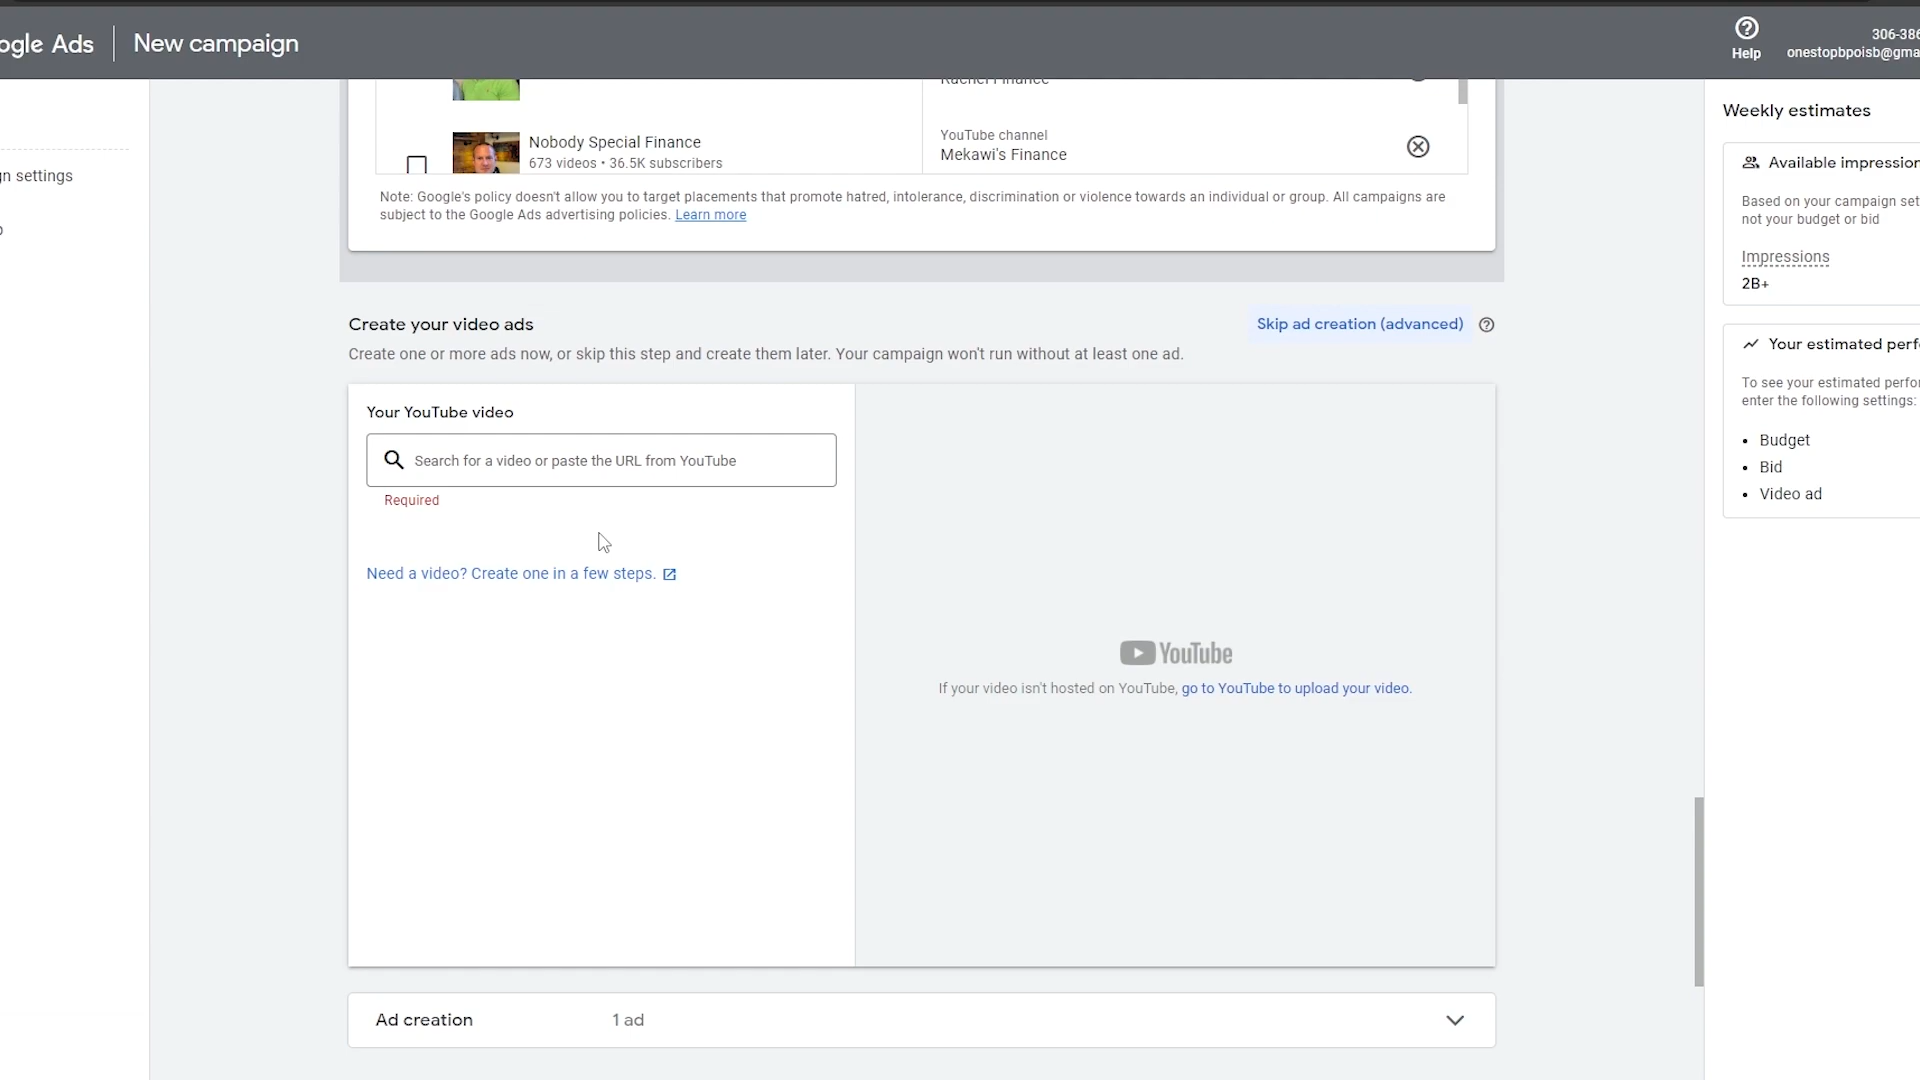 ogle Ads
New campaign
Help
306-386
onestopbpoisb@gma
gn settings
Rachel Finance
Nobody Special Finance
673 videos • 36.5K subscribers
YouTube channel
Mekawi's Finance
Note: Google's policy doesn't allow you to target placements that promote hatred, intolerance, discrimination or violence towards an individual or group. All campaigns are
subject to the Google Ads advertising policies. Learn more
Create your video ads
Skip ad creation (advanced)
Create one or more ads now, or skip this step and create them later. Your campaign won't run without at least one ad.
Your YouTube video
Search for a video or paste the URL from YouTube
Required
Need a video? Create one in a few steps.
YouTube
If your video isn't hosted on YouTube, go to YouTube to upload your video.
Ad creation
1 ad
Weekly estimates
Available impression
Based on your campaign set
not your budget or bid
Impressions
2B+
Your estimated perfo
To see your estimated perfor
enter the following settings:
• Budget
• Bid
• Video ad